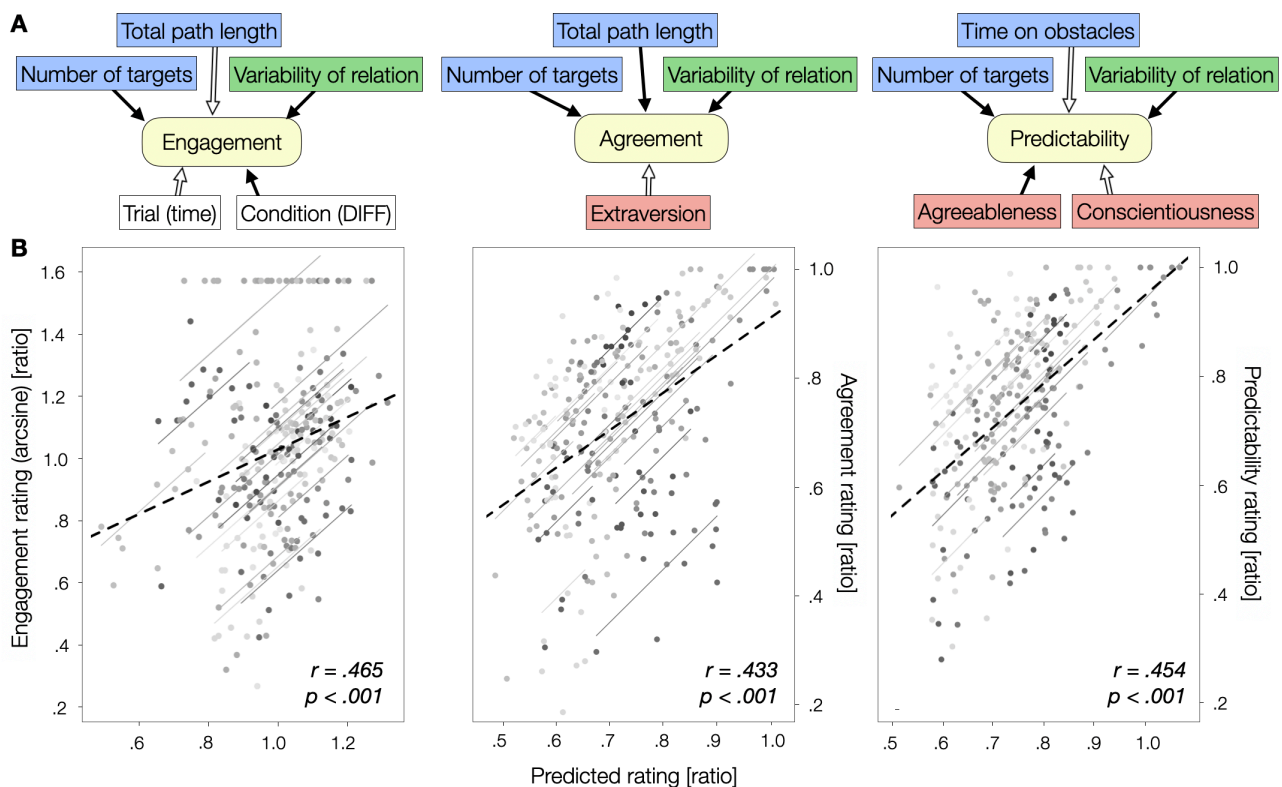 A
Total path length
Number of targets
Variability of relation
Engagement
Trial (time)
Condition (DIFF)
Total path length
Number of targets
Variability of relation
Agreement
Extraversion
Time on obstacles
Number of targets
Variability of relation
Predictability
Agreeableness
Conscientiousness
B
Engagement rating (arcsine) [ratio]
1.6
1.4
1.2
1.0
.8
.6
.4
.2
r = .465
p < .001
.6
.8
1.0
1.2
Agreement rating [ratio]
1.0
.8
.6
.4
.2
r = .433
p < .001
.5
.6
.7
.8
.9
1.0
Predictability rating [ratio]
1.0
.8
.6
.4
.2
r = .454
p < .001
.5
.6
.7
.8
.9
1.0
Predicted rating [ratio]